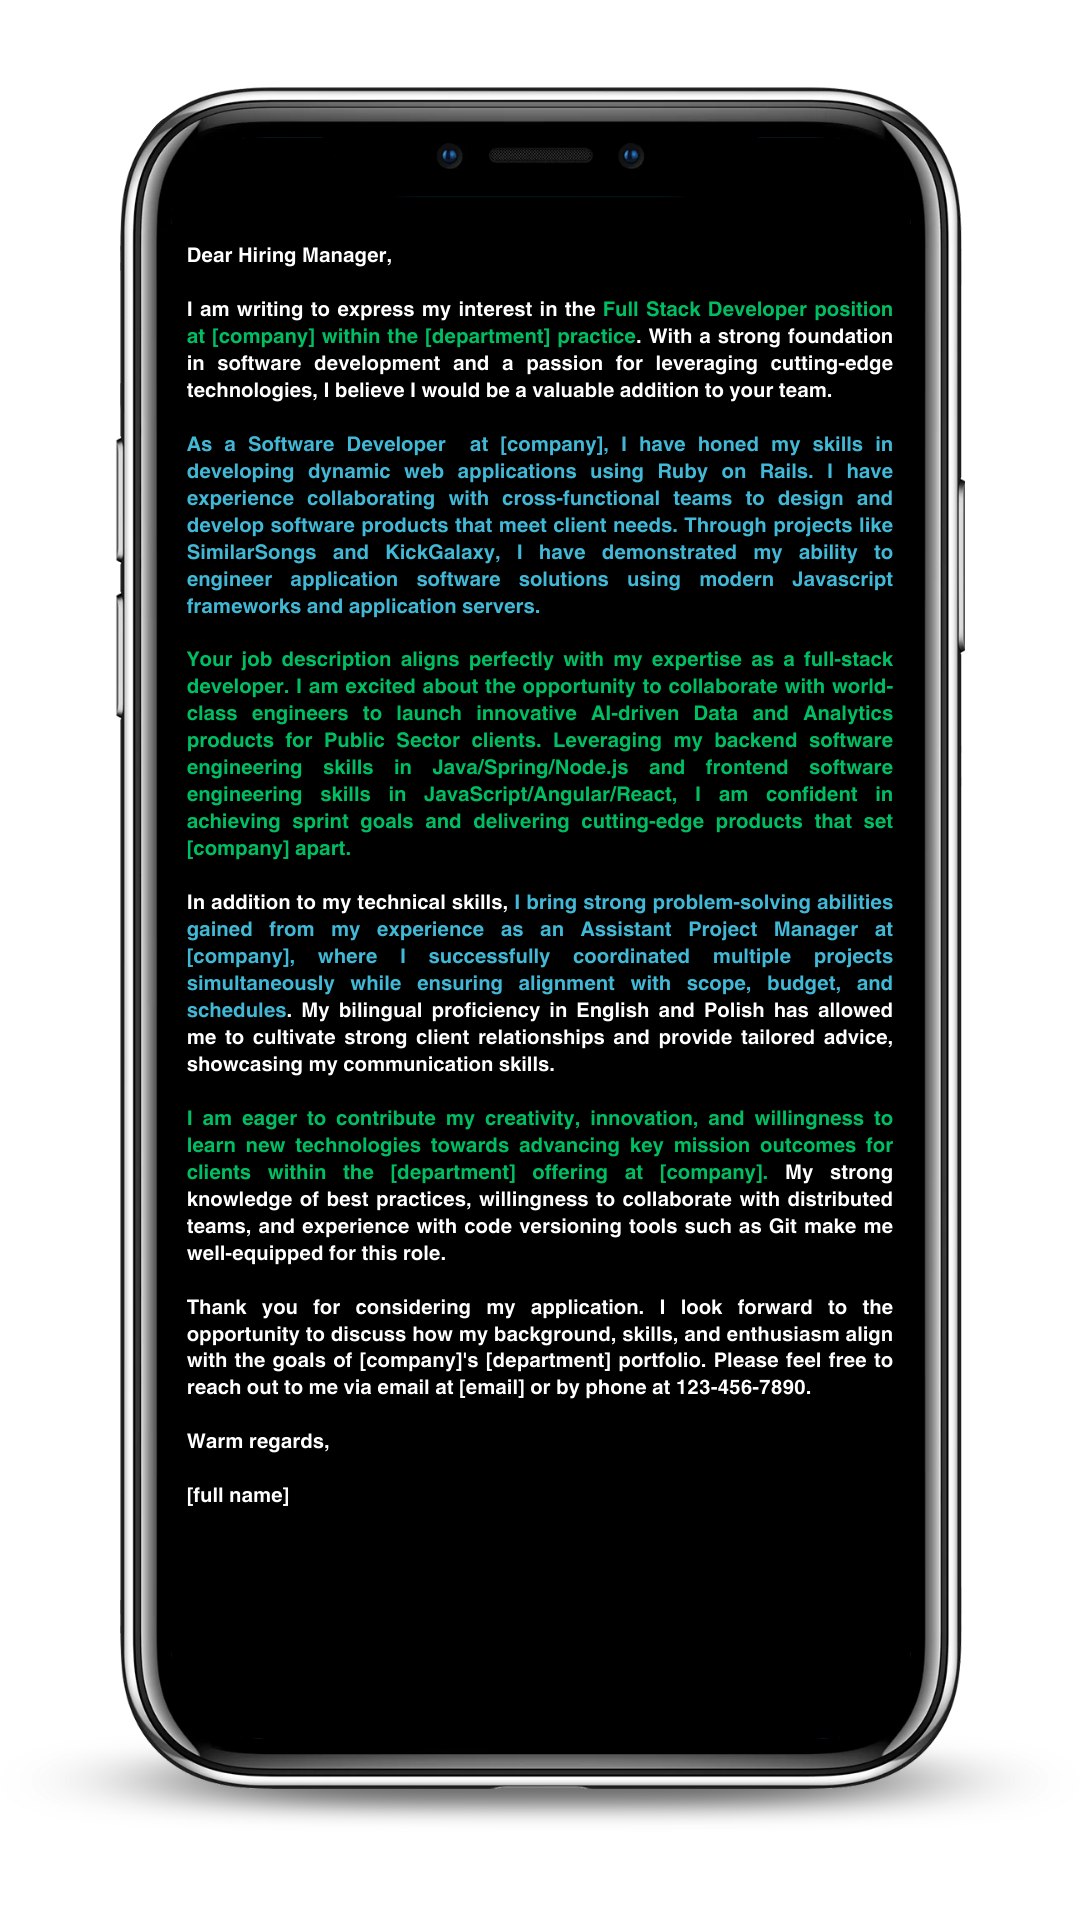 Dear Hiring Manager,
I am writing to express my interest in the Full Stack Developer position
at [company] within the [department] practice. With a strong foundation
in software development and a passion for leveraging cutting-edge
technologies, I believe I would be a valuable addition to your team.
As a Software Developer  at [company], I have honed my skills in
developing dynamic web applications using Ruby on Rails. I have
experience collaborating with cross-functional teams to design and
develop software products that meet client needs. Through projects like
SimilarSongs and KickGalaxy, I have demonstrated my ability to
engineer application software solutions using modern Javascript
frameworks and application servers.
Your job description aligns perfectly with my expertise as a full-stack
developer. I am excited about the opportunity to collaborate with world-
class engineers to launch innovative AI-driven Data and Analytics
products for Public Sector clients. Leveraging my backend software
engineering skills in Java/Spring/Node.js and frontend software
engineering skills in JavaScript/Angular/React, I am confident in
achieving sprint goals and delivering cutting-edge products that set
[company] apart.
In addition to my technical skills, I bring strong problem-solving abilities
gained from my experience as an Assistant Project Manager at
[company], where I successfully coordinated multiple projects
simultaneously while ensuring alignment with scope, budget, and
schedules. My bilingual proficiency in English and Polish has allowed
me to cultivate strong client relationships and provide tailored advice,
showcasing my communication skills.
I am eager to contribute my creativity, innovation, and willingness to
learn new technologies towards advancing key mission outcomes for
clients within the [department] offering at [company]. My strong
knowledge of best practices, willingness to collaborate with distributed
teams, and experience with code versioning tools such as Git make me
well-equipped for this role.
Thank you for considering my application. I look forward to the
opportunity to discuss how my background, skills, and enthusiasm align
with the goals of [company]'s [department] portfolio. Please feel free to
reach out to me via email at [email] or by phone at 123-456-7890.
Warm regards,
[full name]